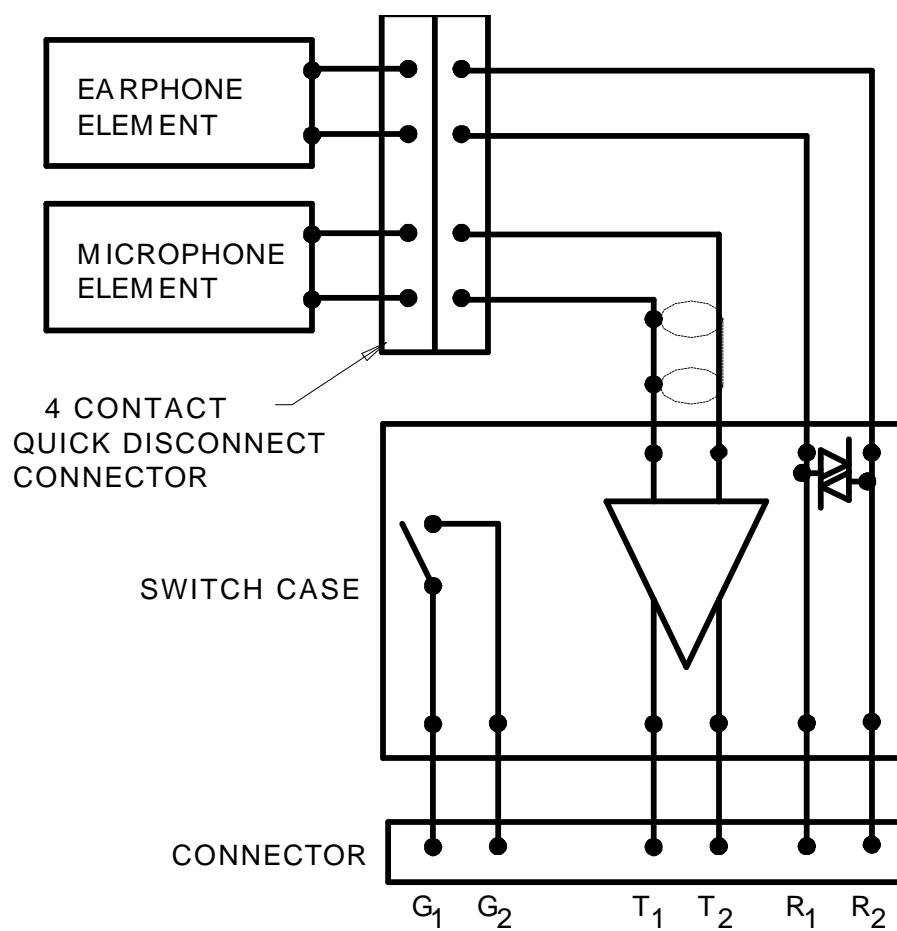 EARPHONE
ELEMENT
MICROPHONE
ELEMENT
4 CONTACT
QUICK DISCONNECT
CONNECTOR
SWITCH CASE
CONNECTOR
G1 G2 T1 T2 R1 R2